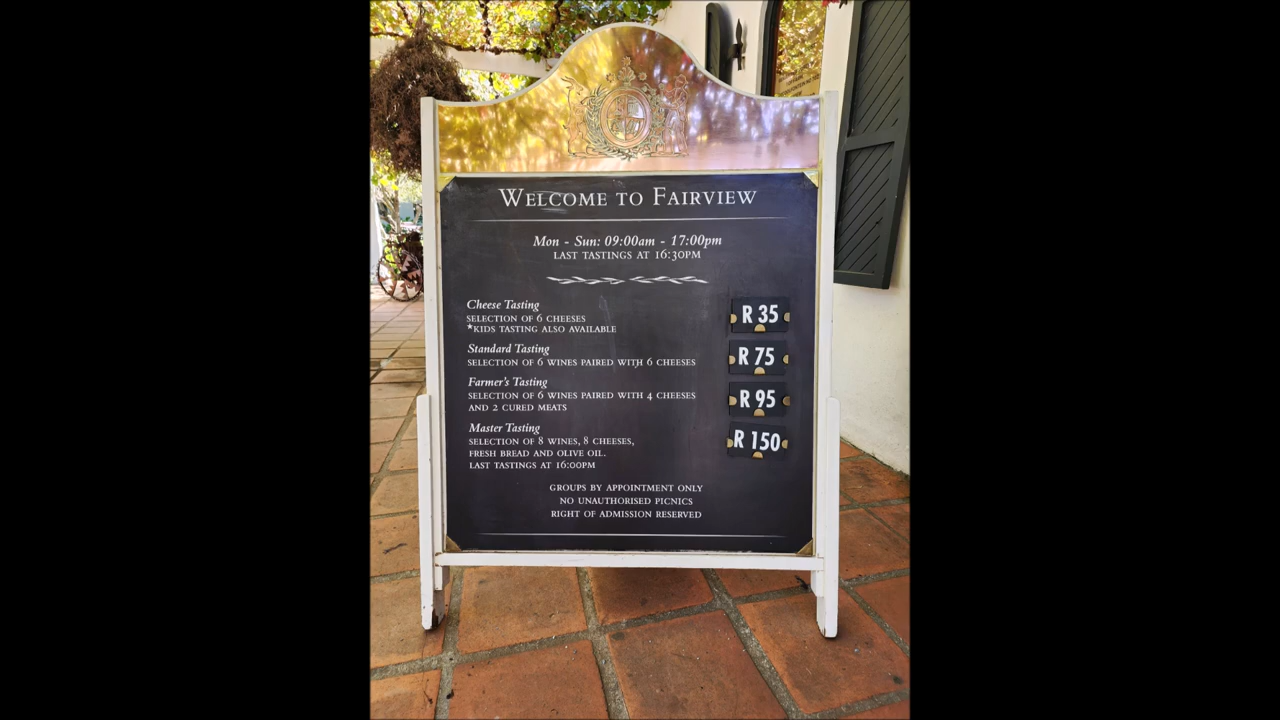 Welcome to Fairview
Mon - Sun: 09:00am - 17:00pm
LAST TASTINGS AT 16:30PM
Cheese Tasting
SELECTION OF 6 CHEESES
*KIDS TASTING ALSO AVAILABLE
R 35
Standard Tasting
SELECTION OF 6 WINES PAIRED WITH 6 CHEESES
R 75
Farmer's Tasting
SELECTION OF 6 WINES PAIRED WITH 4 CHEESES
AND 2 CURED MEATS
R 95
Master Tasting
SELECTION OF 8 WINES, 8 CHEESES,
FRESH BREAD AND OLIVE OIL.
LAST TASTINGS AT 16:00PM
R 150
GROUPS BY APPOINTMENT ONLY
NO UNAUTHORISED PICNICS
RIGHT OF ADMISSION RESERVED